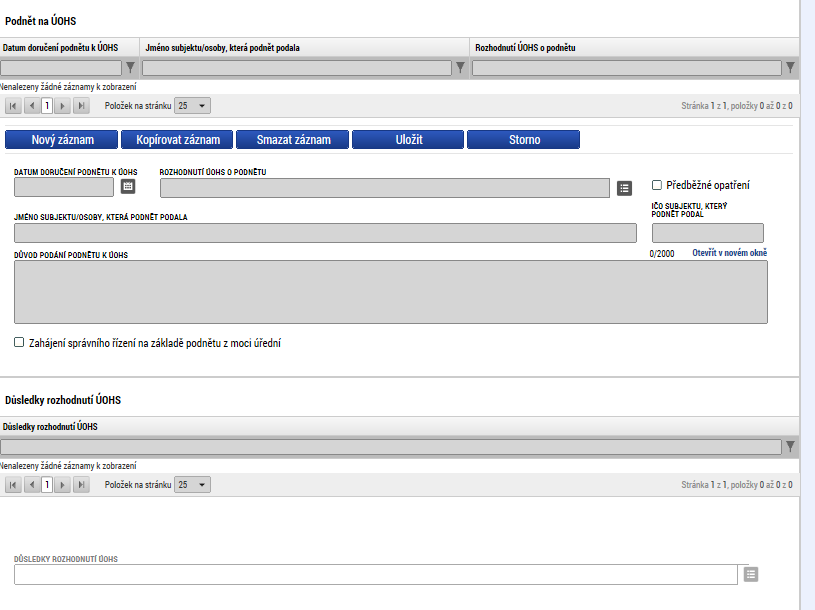 Podnět na ÚOHS
Datum doručení podnětu k ÚOHS Jméno subjektu/osoby, která podnět podala Rozhodnutí ÚOHS o podnětu
Nenalezeny žádné záznamy k zobrazení
1 Položek na stránku 25 Stránka 1 z 1, položky 0 až 0 z 0
Nový záznam Kopírovat záznam Smazat záznam Uložit Storno
DATUM DORUČENÍ PODNĚTU K ÚOHS ROZHODNUTÍ ÚOHS O PODNĚTU
Předběžné opatření
JMÉNO SUBJEKTU/OSOBY, KTERÁ PODNĚT PODALA IČO SUBJEKTU, KTERÝ
PODNĚT PODAL
DŮVOD PODÁNÍ PODNĚTU K ÚOHS 0/2000 Otevřít v novém okně
Zahájení správního řízení na základě podnětu z moci úřední
Důsledky rozhodnutí ÚOHS
Důsledky rozhodnutí ÚOHS
Nenalezeny žádné záznamy k zobrazení
1 Položek na stránku 25 Stránka 1 z 1, položky 0 až 0 z 0
DŮSLEDKY ROZHODNUTÍ ÚOHS